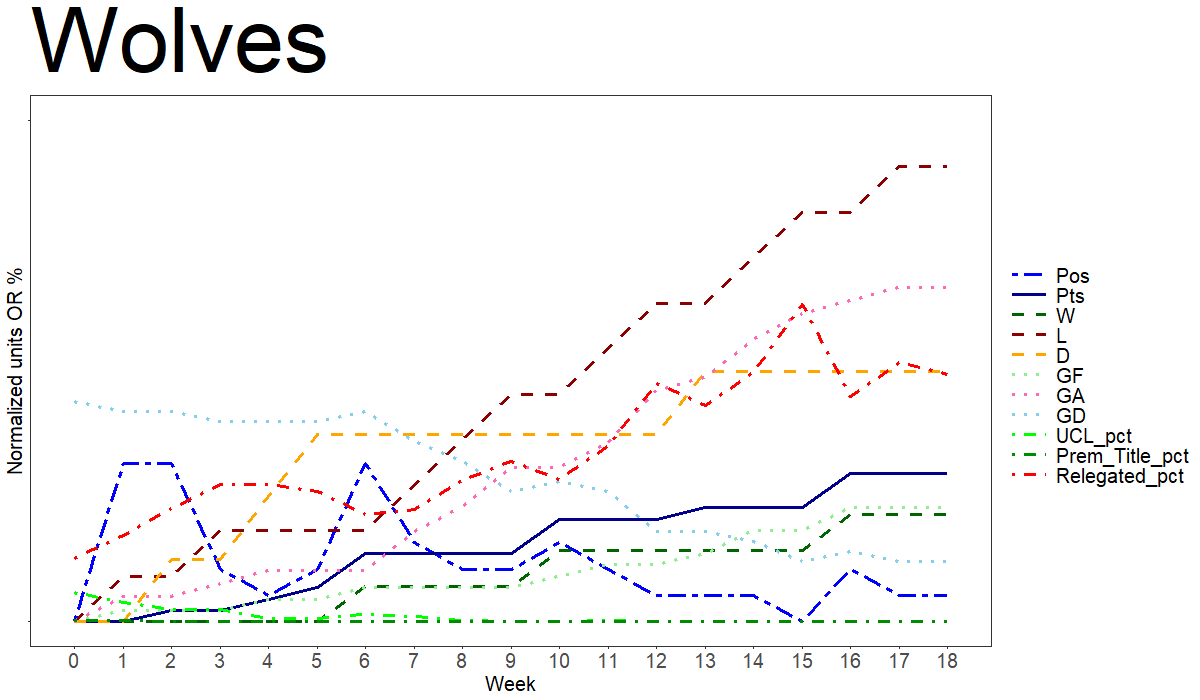 Wolves
Normalized units OR %
Pos
Pts
W
L
D
GF
GA
GD
UCL_pct
Prem_Title_pct
Relegated_pct
0 1 2 3 4 5 6 7 8 9 10 11 12 13 14 15 16 17 18
Week